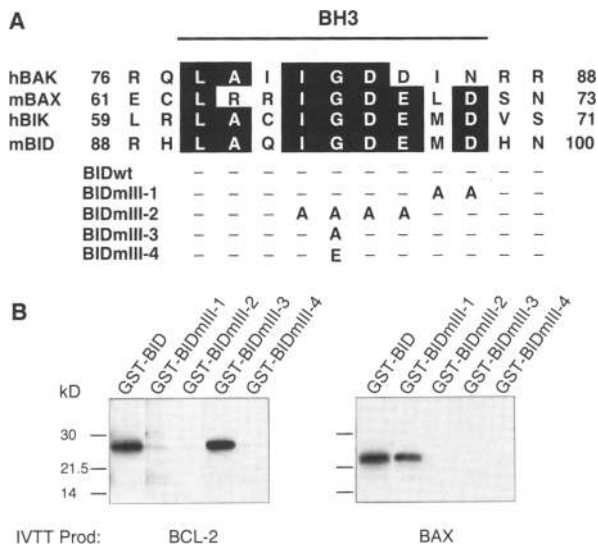 A
BH3
hBAK 76 R Q L A I I G D D I N R R 88
mBAX 61 E C L R R I G D E L D S N 73
hBIK 59 L R L A C I G D E M D V S 71
mBID 88 R H L A Q I G D E M D H N 100
BIDwt – – – – – – – – – – – – –
BIDmIII-1 – – – – – – – – – A A – –
BIDmIII-2 – – – – – A A A A – – – –
BIDmIII-3 – – – – – – A – – – – – –
BIDmIII-4 – – – – – – E – – – – – –
B
GST-BID GST-BIDmIII-1 GST-BIDmIII-2 GST-BIDmIII-3 GST-BIDmIII-4
GST-BID GST-BIDmIII-1 GST-BIDmIII-2 GST-BIDmIII-3 GST-BIDmIII-4
kD
30
21.5
14
IVTT Prod: BCL-2 BAX